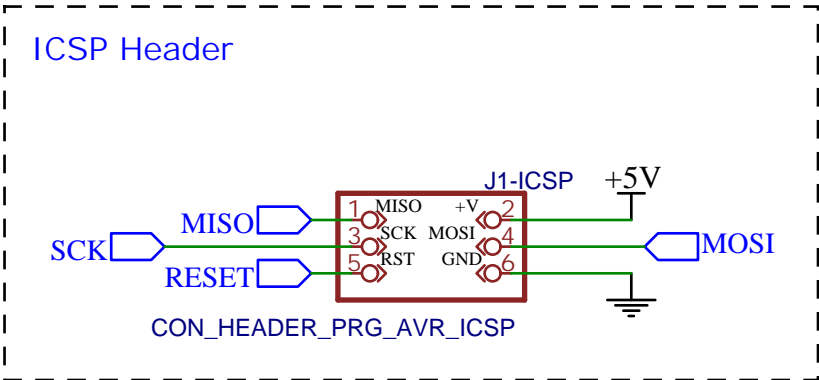 ICSP Header
J1-ICSP
+5V
1 MISO +V 2
MISO
3 SCK MOSI 4
SCK
MOSI
5 RST GND 6
RESET
CON_HEADER_PRG_AVR_ICSP